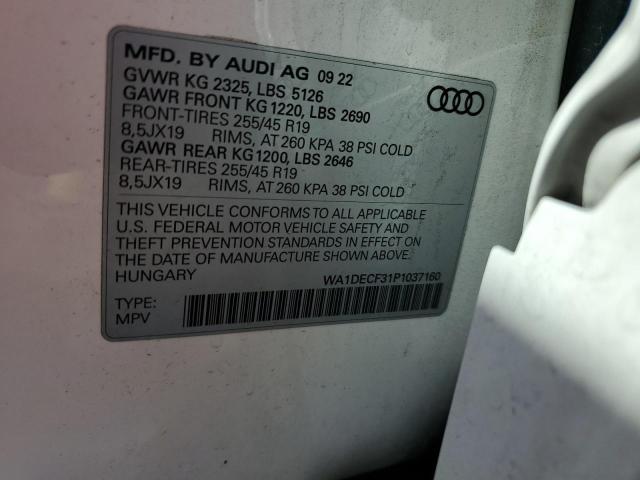 MFD. BY AUDI AG 09 22
GVWR KG 2325, LBS 5126
GAWR FRONT KG 1220, LBS 2690
FRONT-TIRES 255/45 R19
8,5JX19 RIMS, AT 260 KPA 38 PSI COLD
GAWR REAR KG 1200, LBS 2646
REAR-TIRES 255/45 R19
8,5JX19 RIMS, AT 260 KPA 38 PSI COLD
THIS VEHICLE CONFORMS TO ALL APPLICABLE
U.S. FEDERAL MOTOR VEHICLE SAFETY AND
THEFT PREVENTION STANDARDS IN EFFECT ON
THE DATE OF MANUFACTURE SHOWN ABOVE.
HUNGARY WA1DECF31P1037160
TYPE:
MPV